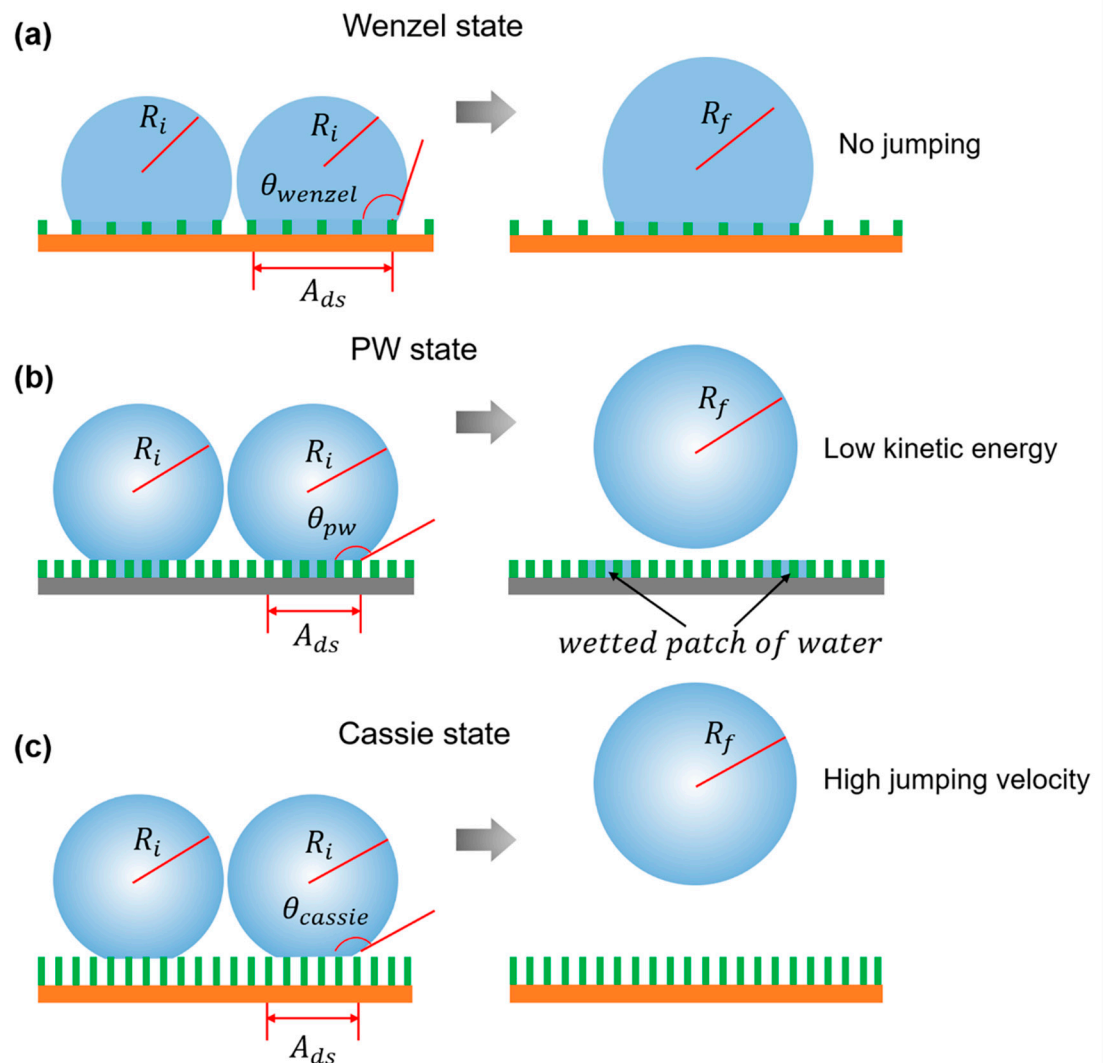 (a)
Wenzel state
R_i
R_i
R_f
No jumping
θ_wenzel
A_ds
PW state
(b)
R_i
R_i
R_f
Low kinetic energy
θ_pw
A_ds
wetted patch of water
(c)
Cassie state
R_i
R_i
R_f
High jumping velocity
θ_cassie
A_ds